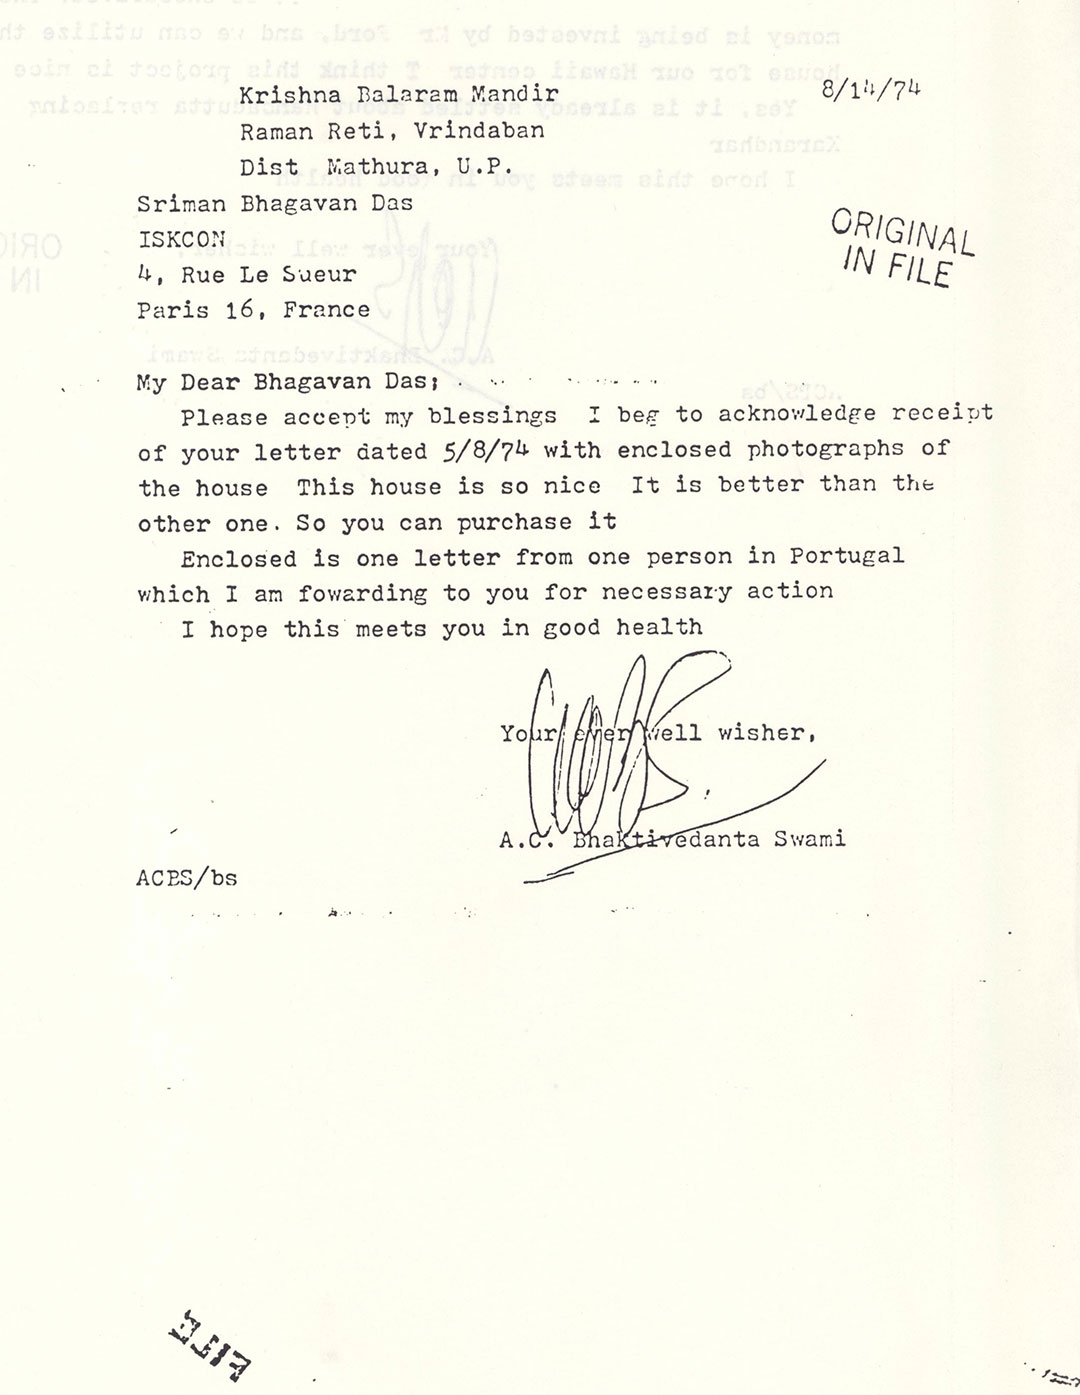 Krishna Balaram Mandir
8/14/74
Raman Reti, Vrindaban
Dist Mathura, U.P.
Sriman Bhagavan Das
ISKCON
4, Rue Le Sueur
Paris 16, France
ORIGINAL
IN FILE
My Dear Bhagavan Das;
Please accept my blessings I beg to acknowledge receipt
of your letter dated 5/8/74 with enclosed photographs of
the house This house is so nice It is better than the
other one. So you can purchase it
Enclosed is one letter from one person in Portugal
which I am fowarding to you for necessary action
I hope this meets you in good health
Your ever well wisher,
A.C. Bhaktivedanta Swami
ACBS/bs
FILE